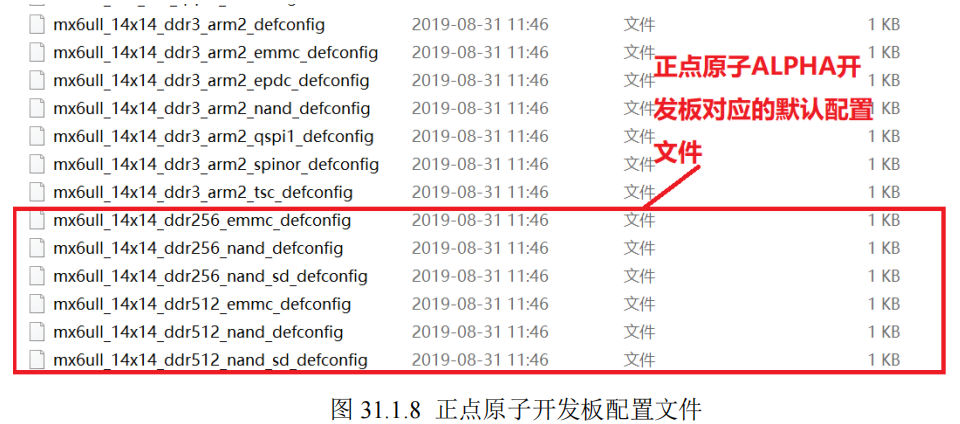 mx6ull_14x14_ddr3_arm2_defconfig 2019-08-31 11:46 文件 1 KB
mx6ull_14x14_ddr3_arm2_emmc_defconfig 2019-08-31 11:46 文件 1 KB
mx6ull_14x14_ddr3_arm2_epdc_defconfig 2019-08-31 11:46 文件 1 KB
正点原子ALPHA开
mx6ull_14x14_ddr3_arm2_nand_defconfig 2019-08-31 11:46 文件 1 KB
发板对应的默认配置
mx6ull_14x14_ddr3_arm2_qspi1_defconfig 2019-08-31 11:46 文件 1 KB
mx6ull_14x14_ddr3_arm2_spinor_defconfig 2019-08-31 11:46 文件 1 KB
文件
mx6ull_14x14_ddr3_arm2_tsc_defconfig 2019-08-31 11:46 文件 1 KB
mx6ull_14x14_ddr256_emmc_defconfig 2019-08-31 11:46 文件 1 KB
mx6ull_14x14_ddr256_nand_defconfig 2019-08-31 11:46 文件 1 KB
mx6ull_14x14_ddr256_nand_sd_defconfig 2019-08-31 11:46 文件 1 KB
mx6ull_14x14_ddr512_emmc_defconfig 2019-08-31 11:46 文件 1 KB
mx6ull_14x14_ddr512_nand_defconfig 2019-08-31 11:46 文件 1 KB
mx6ull_14x14_ddr512_nand_sd_defconfig 2019-08-31 11:46 文件 1 KB
图 31.1.8 正点原子开发板配置文件